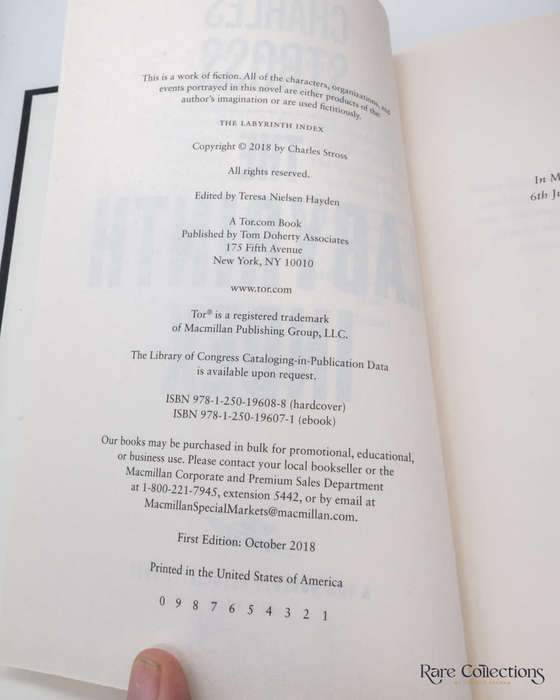 CHARLES
STROSS
This is a work of fiction. All of the characters, organizations, and
events portrayed in this novel are either products of the
author's imagination or are used fictitiously.
THE LABYRINTH INDEX
Copyright © 2018 by Charles Stross
All rights reserved.
Edited by Teresa Nielsen Hayden
A Tor.com Book
Published by Tom Doherty Associates
175 Fifth Avenue
New York, NY 10010
www.tor.com
Tor® is a registered trademark
of Macmillan Publishing Group, LLC.
The Library of Congress Cataloging-in-Publication Data
is available upon request.
ISBN 978-1-250-19608-8 (hardcover)
ISBN 978-1-250-19607-1 (ebook)
Our books may be purchased in bulk for promotional, educational,
or business use. Please contact your local bookseller or the
Macmillan Corporate and Premium Sales Department
at 1-800-221-7945, extension 5442, or by email at
MacmillanSpecialMarkets@macmillan.com.
First Edition: October 2018
Printed in the United States of America
0 9 8 7 6 5 4 3 2 1
In M
6th Ju
Rare Collections